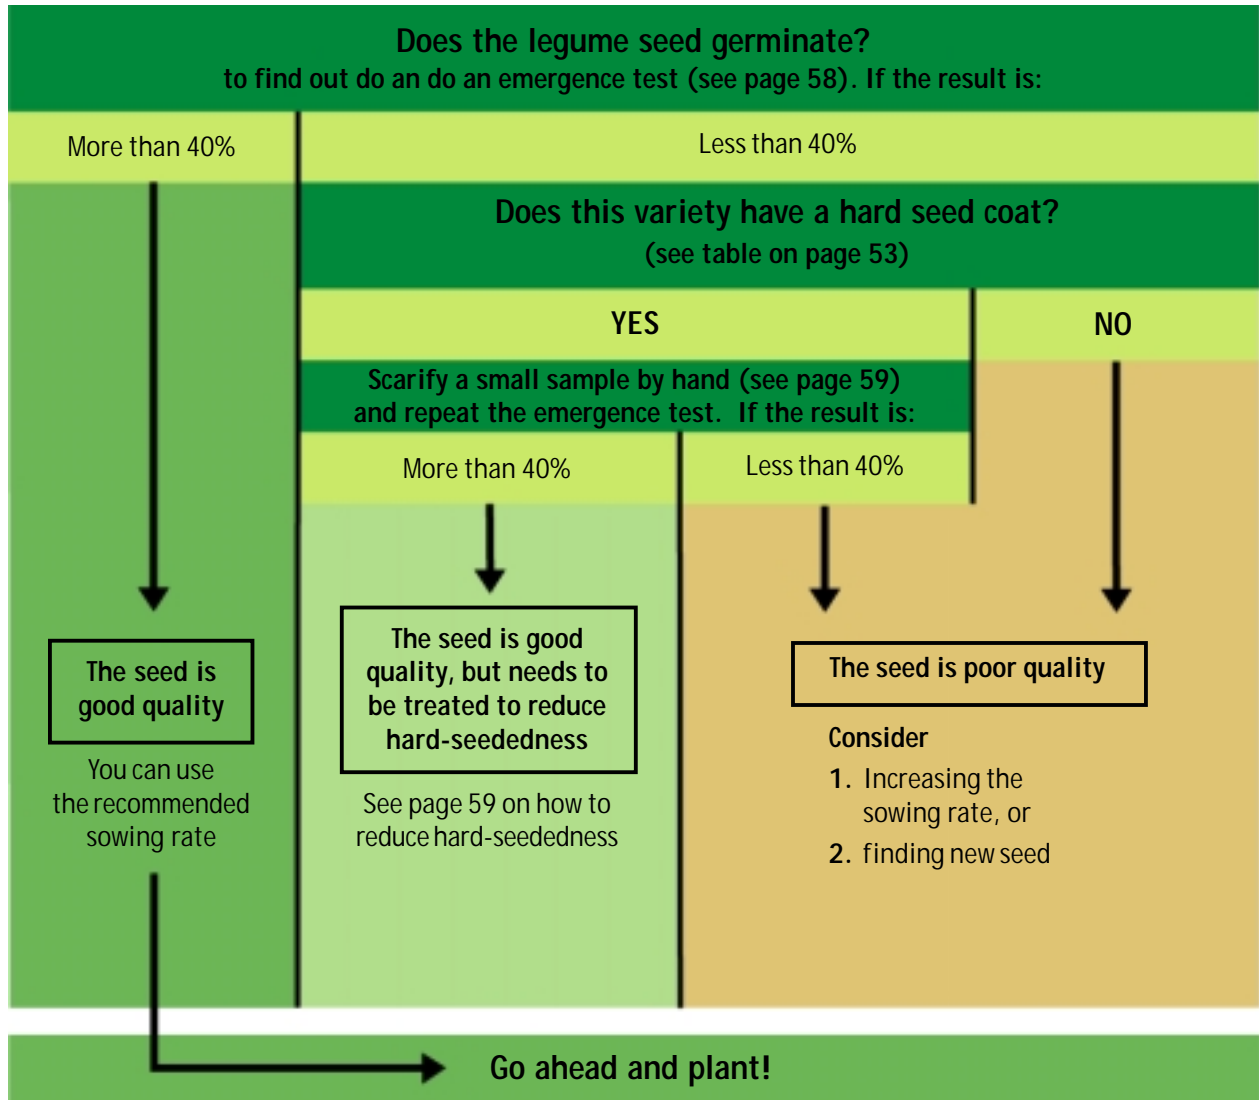 Does the legume seed germinate?
to find out do an do an emergence test (see page 58). If the result is:
More than 40%
Less than 40%
Does this variety have a hard seed coat?
(see table on page 53)
YES
NO
Scarify a small sample by hand (see page 59)
and repeat the emergence test. If the result is:
More than 40%
Less than 40%
The seed is
good quality
You can use
the recommended
sowing rate
The seed is good
quality, but needs to
be treated to reduce
hard-seededness
See page 59 on how to
reduce hard-seededness
The seed is poor quality
Consider
1. Increasing the
sowing rate, or
2. finding new seed
Go ahead and plant!